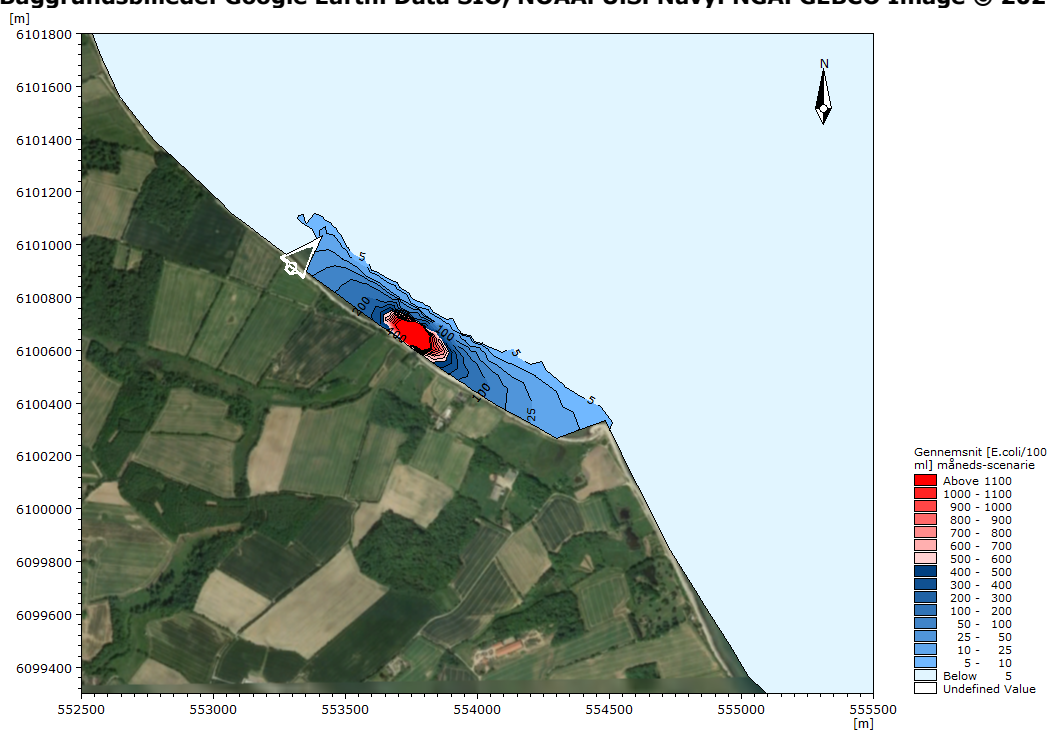 Baggrundsbilleder Google Earth: Data SIO, NOAA. U.S. Navy. NGA. GEBCO Image ©
[m]
6101800
6101600
6101400
6101200
6101000
6100800
6100600
6100400
6100200
6100000
6099800
6099600
6099400
552500 553000 553500 554000 554500 555000 555500
[m]
N
5
200
100
100
5
100
25
5
Gennemsnit [E.coli/100
ml] måneds-scenarie
Above 1100
1000 - 1100
900 - 1000
800 - 900
700 - 800
600 - 700
500 - 600
400 - 500
300 - 400
200 - 300
100 - 200
50 - 100
25 - 50
10 - 25
5 - 10
Below 5
Undefined Value